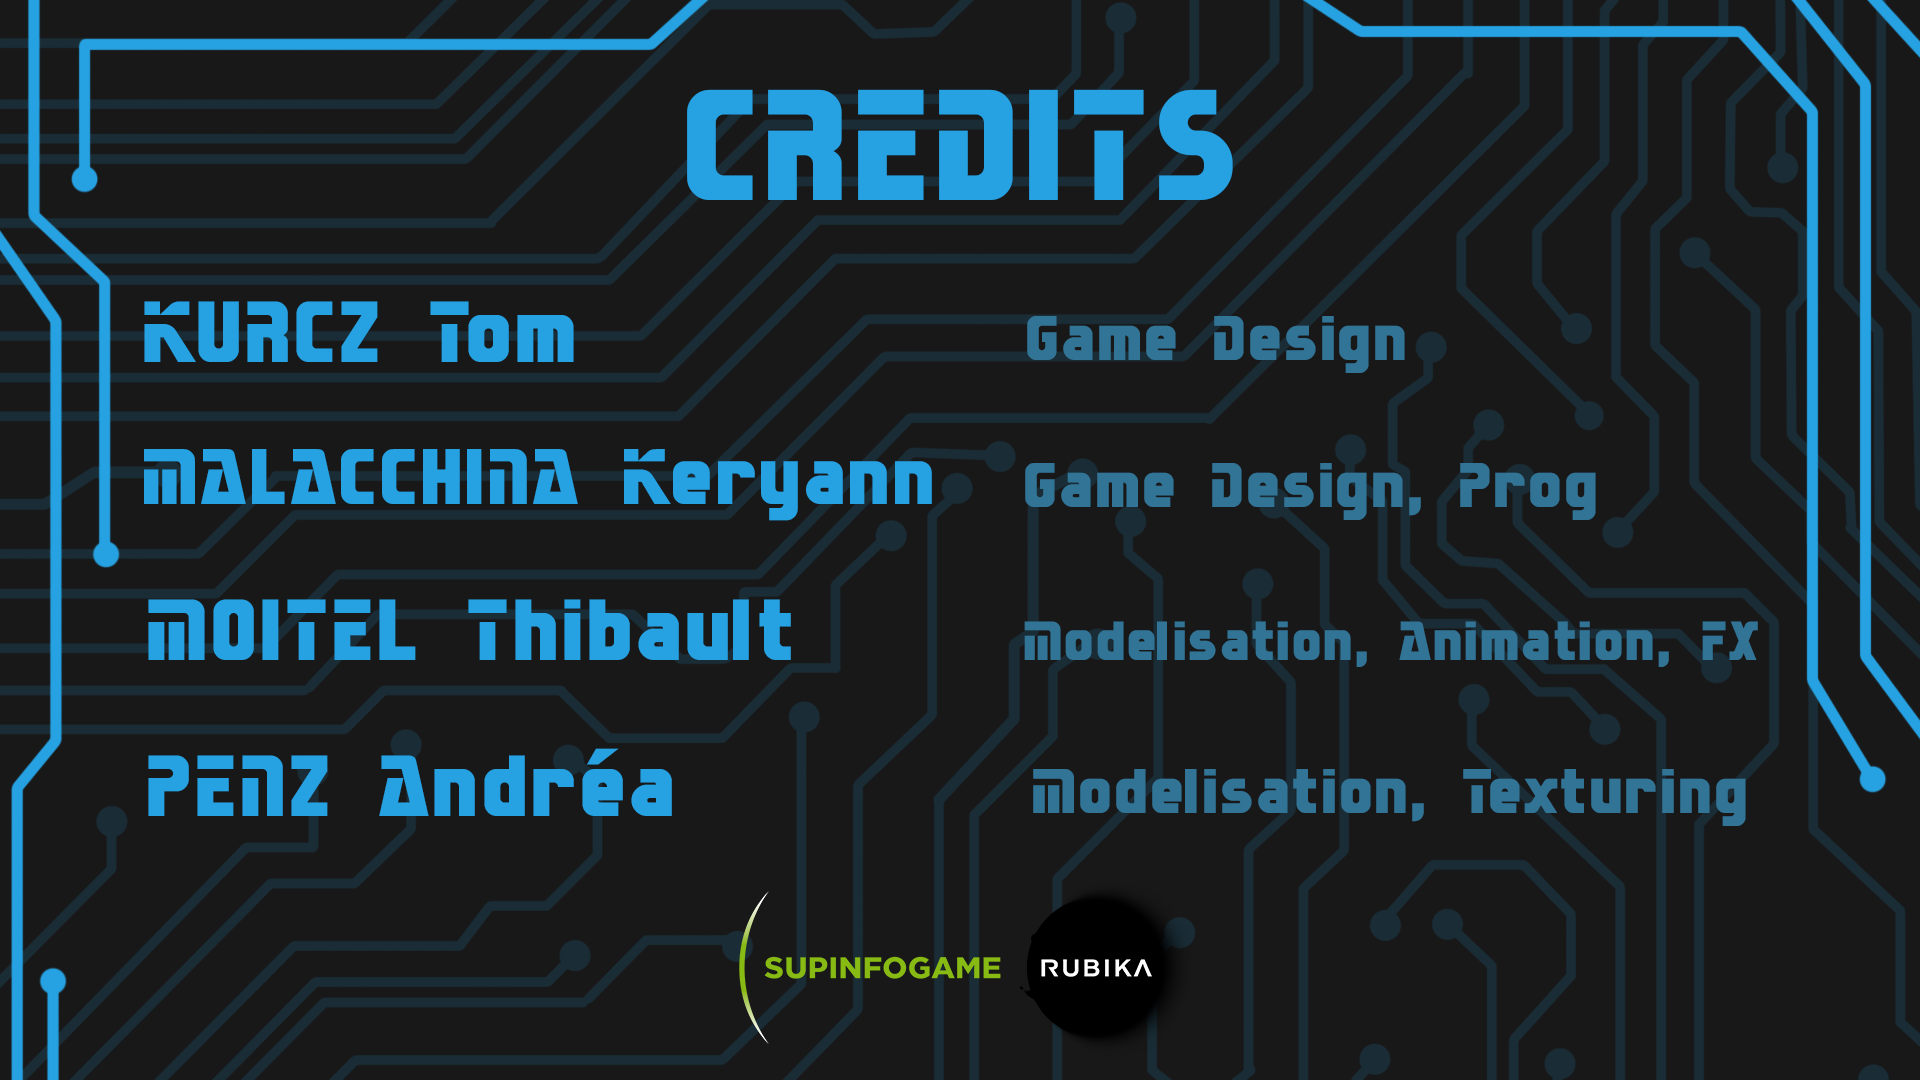 CREDITS
KURCZ Tom Game Design
MALACCHINA Keryann Game Design, Prog
MOITEL Thibault Modelisation, Animation, FX
PENZ Andréa Modelisation, Texturing
SUPINFOGAME RUBIKA